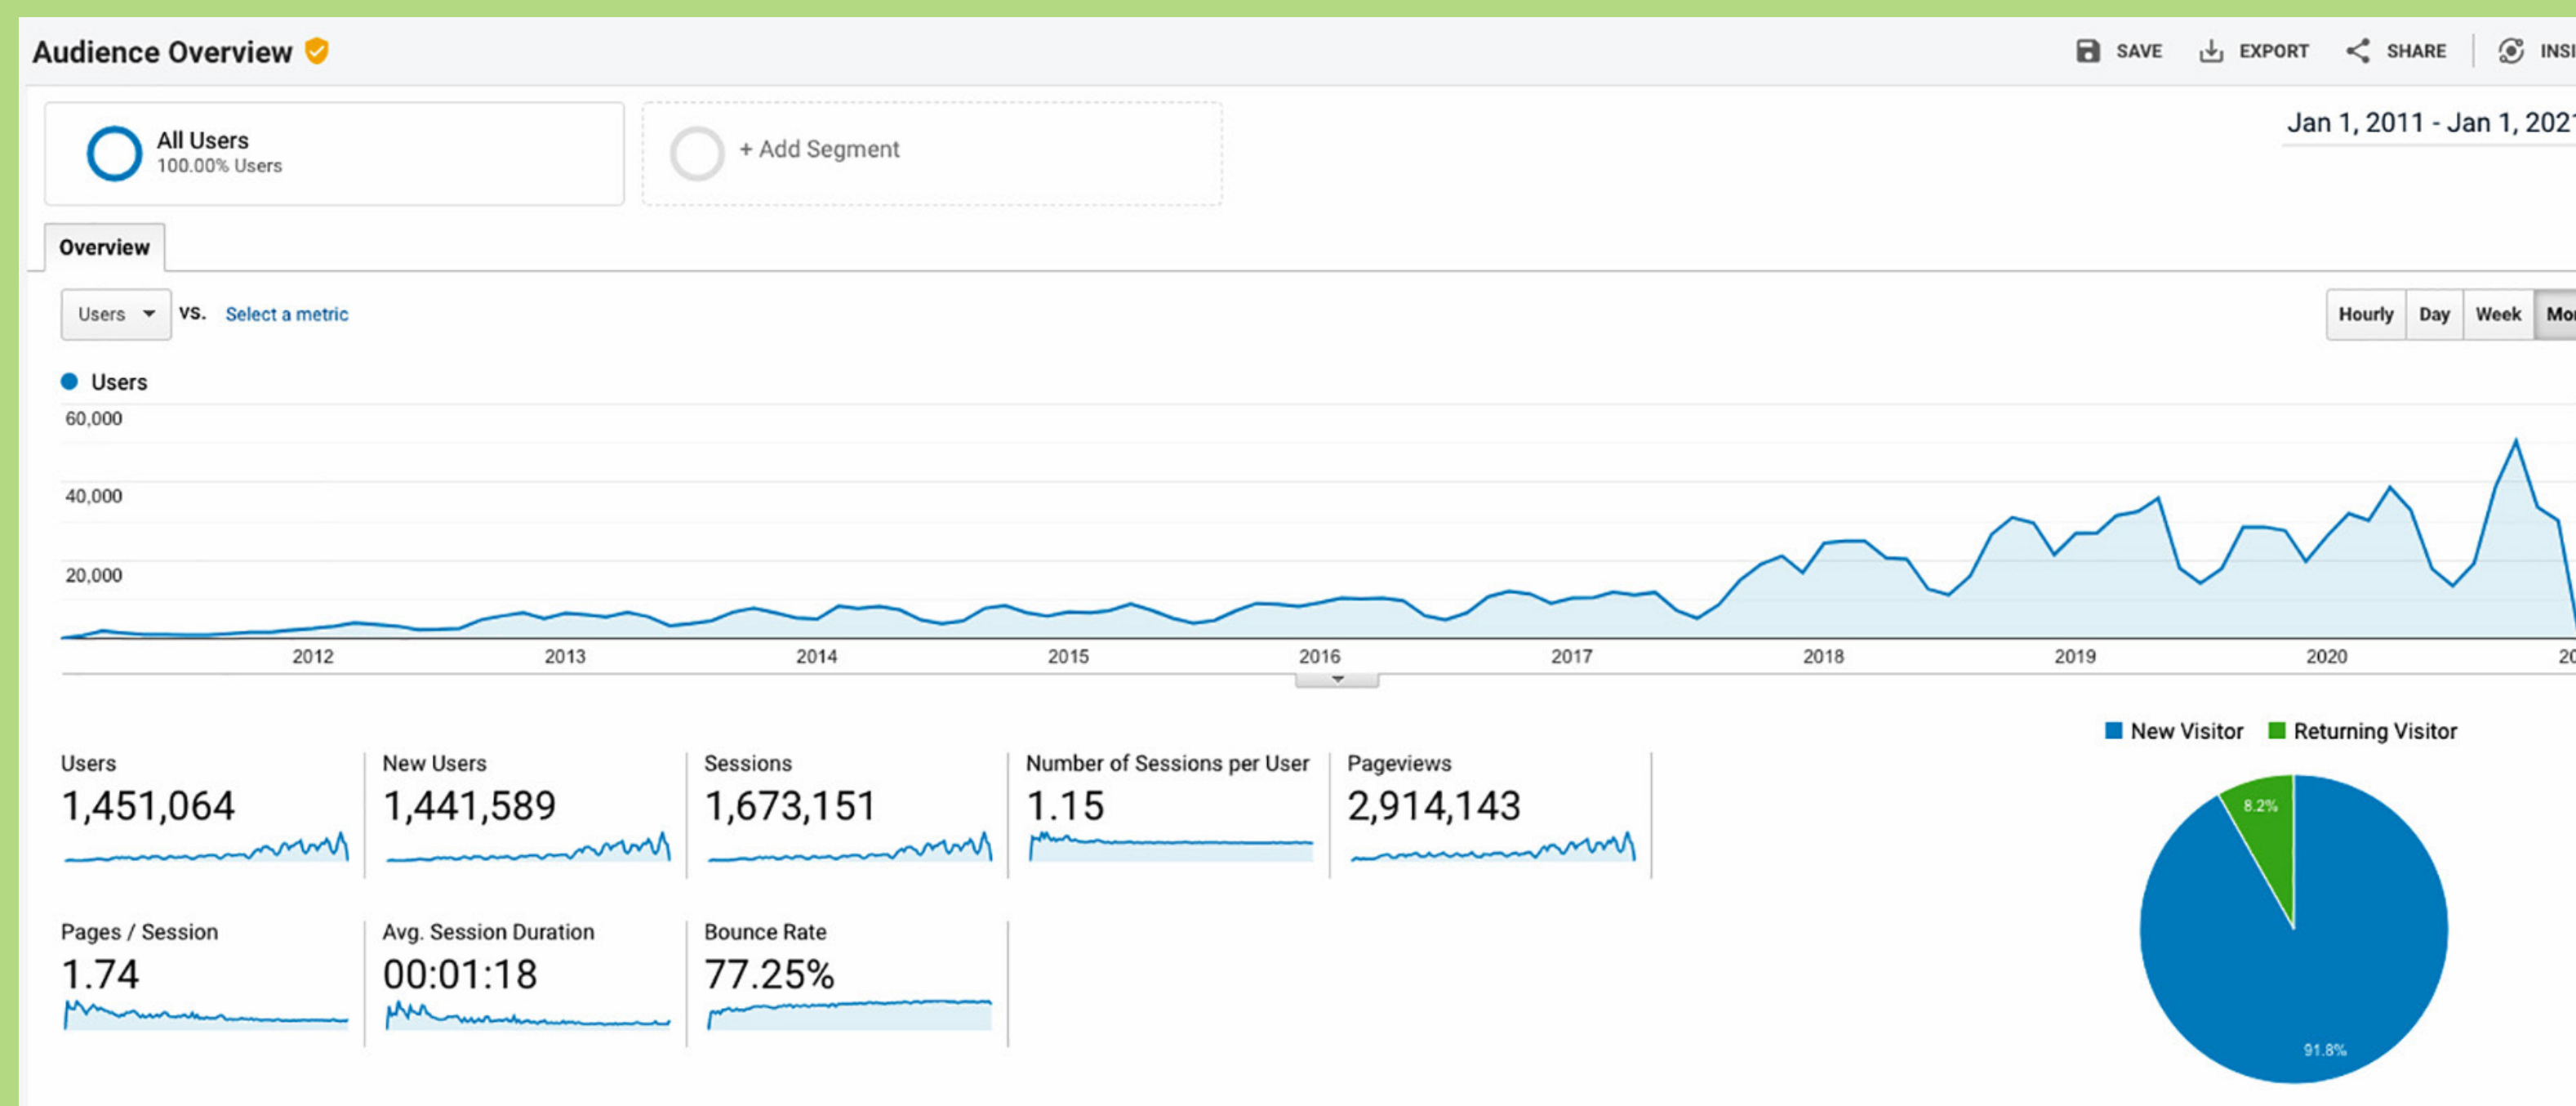 Audience Overview
SAVE EXPORT SHARE INSI
All Users
100.00% Users
+ Add Segment
Jan 1, 2011 - Jan 1, 2021
Overview
Users VS. Select a metric
Hourly Day Week Mon
Users
60,000
40,000
20,000
2012 2013 2014 2015 2016 2017 2018 2019 2020 20
New Visitor Returning Visitor
Users
1,451,064
New Users
1,441,589
Sessions
1,673,151
Number of Sessions per User
1.15
Pageviews
2,914,143
Pages / Session
1.74
Avg. Session Duration
00:01:18
Bounce Rate
77.25%
8.2%
91.8%